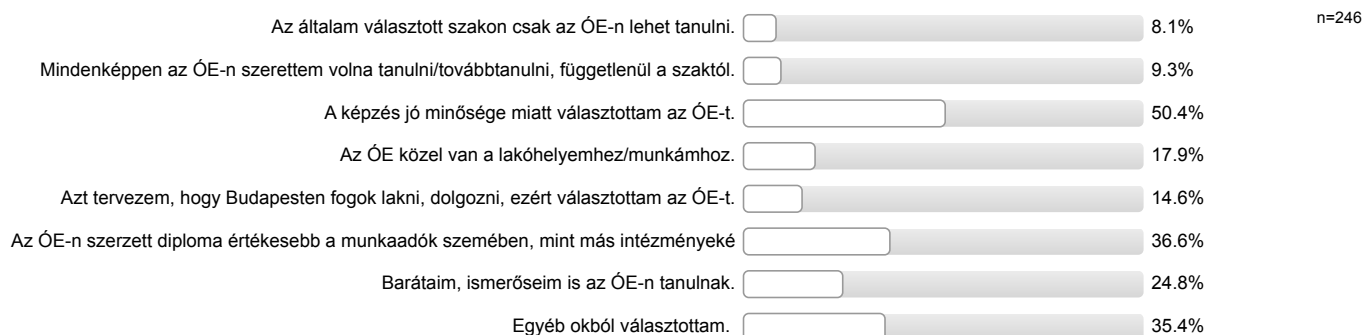 Az általam választott szakon csak az ÓE-n lehet tanulni. 8.1% n=246
Mindenképpen az ÓE-n szerettem volna tanulni/továbbtanulni, függetlenül a szaktól. 9.3%
A képzés jó minősége miatt választottam az ÓE-t. 50.4%
Az ÓE közel van a lakóhelyemhez/munkámhoz. 17.9%
Azt tervezem, hogy Budapesten fogok lakni, dolgozni, ezért választottam az ÓE-t. 14.6%
Az ÓE-n szerzett diploma értékesebb a munkaadók szemében, mint más intézményeké 36.6%
Barátaim, ismerőseim is az ÓE-n tanulnak. 24.8%
Egyéb okból választottam. 35.4%